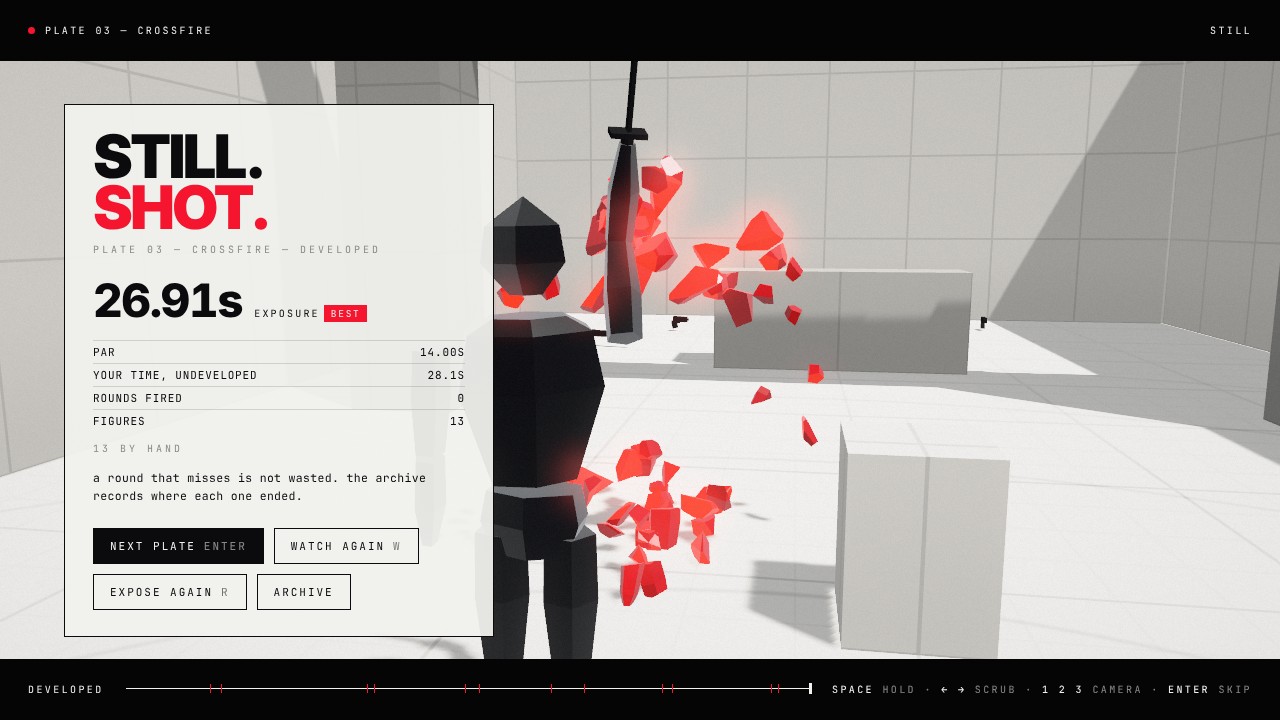 PLATE 03 — CROSSFIRE
STILL
STILL.
SHOT.
PLATE 03 — CROSSFIRE — DEVELOPED
26.91s EXPOSURE BEST
PAR 14.00S
YOUR TIME, UNDEVELOPED 28.1S
ROUNDS FIRED 0
FIGURES 13
13 BY HAND
a round that misses is not wasted. the archive
records where each one ended.
NEXT PLATE ENTER
WATCH AGAIN W
EXPOSE AGAIN R
ARCHIVE
DEVELOPED
SPACE HOLD · ← → SCRUB · 1 2 3 CAMERA · ENTER SKIP